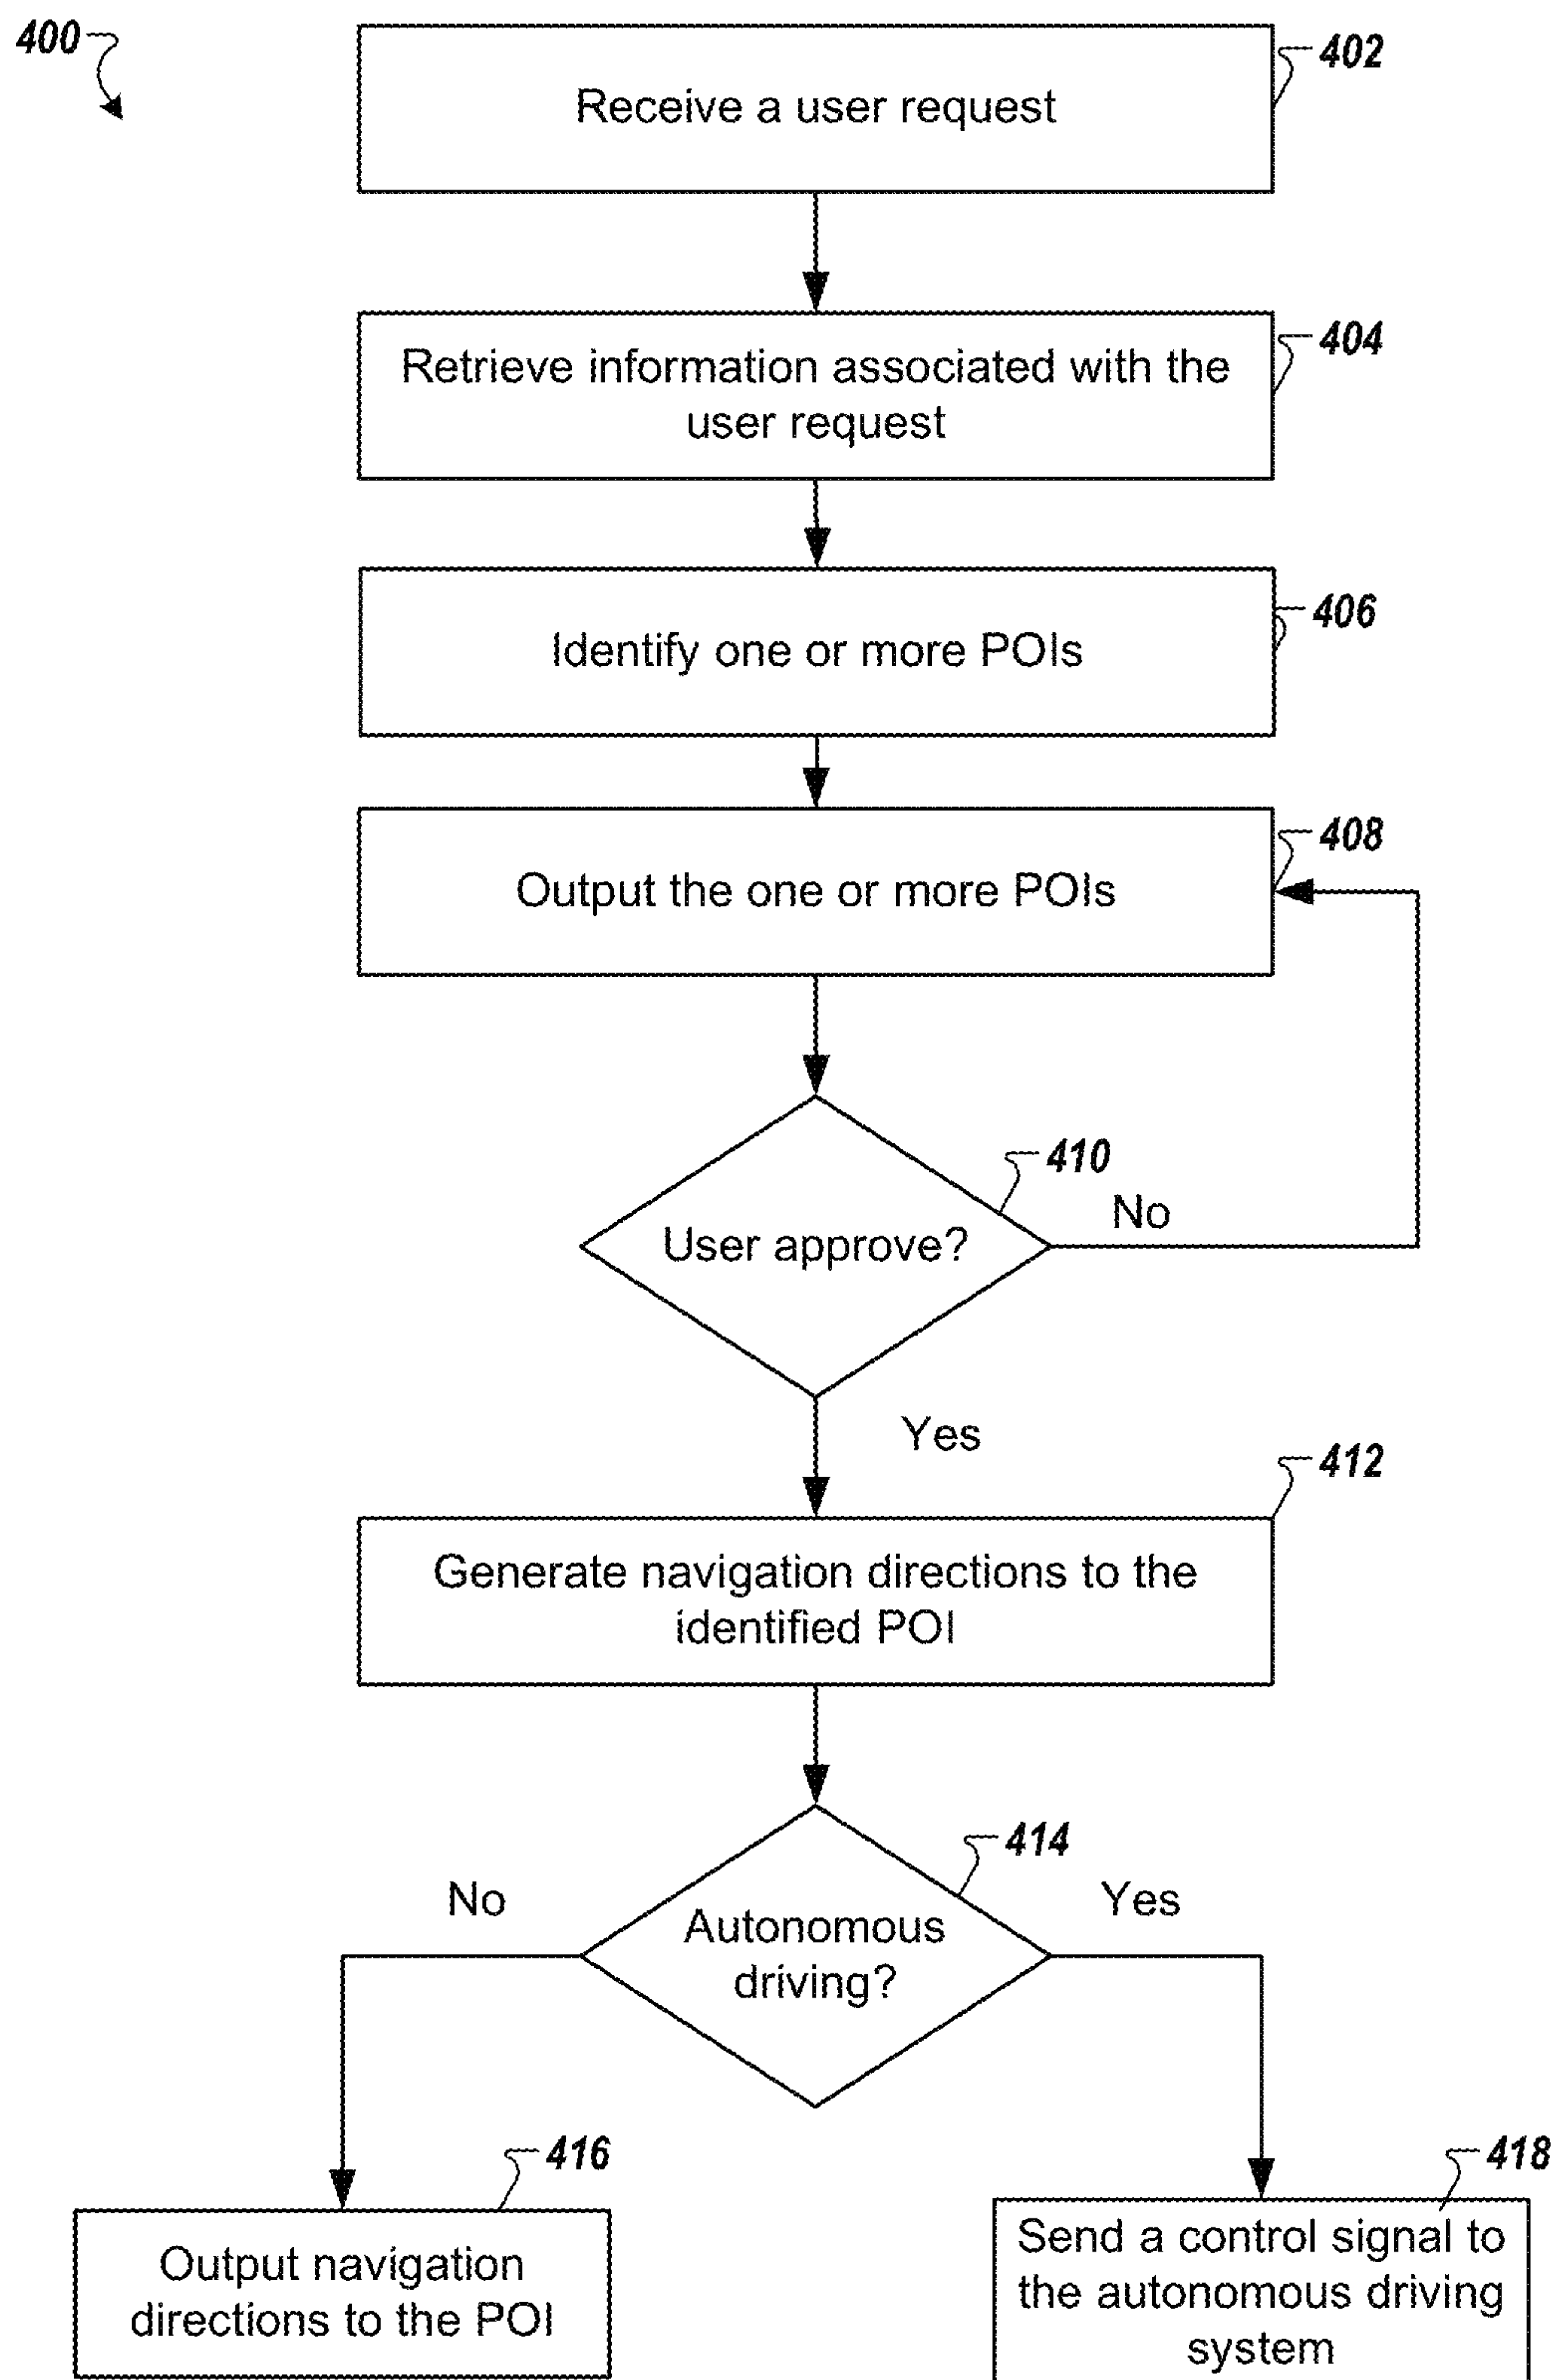 400
402
Receive a user request
404
Retrieve information associated with the
user request
406
Identify one or more POIs
408
Output the one or more POIs
410
No
User approve?
Yes
412
Generate navigation directions to the
identified POI
414
No
Yes
Autonomous
driving?
416
Output navigation
directions to the POI
418
Send a control signal to
the autonomous driving
system